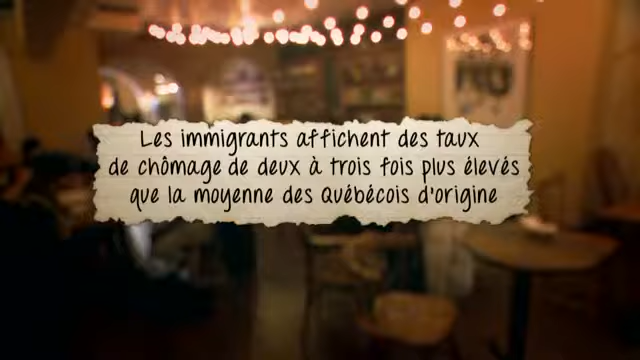 Les immigrants affichent des taux
de chômage de deux à trois fois plus élevés
que la moyenne des Québécois d'origine